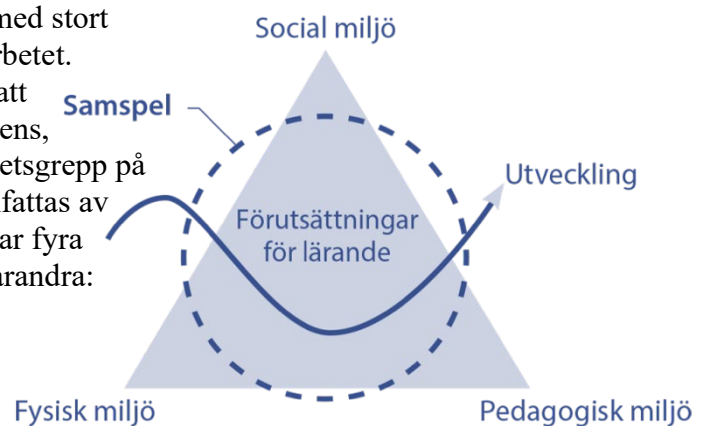 med stort
rbetet.
att
ens,
etsgrepp på
nfattas av
ar fyra
arandra:
Social miljö
Samspel
Utveckling
Förutsättningar
för lärande
Fysisk miljö
Pedagogisk miljö